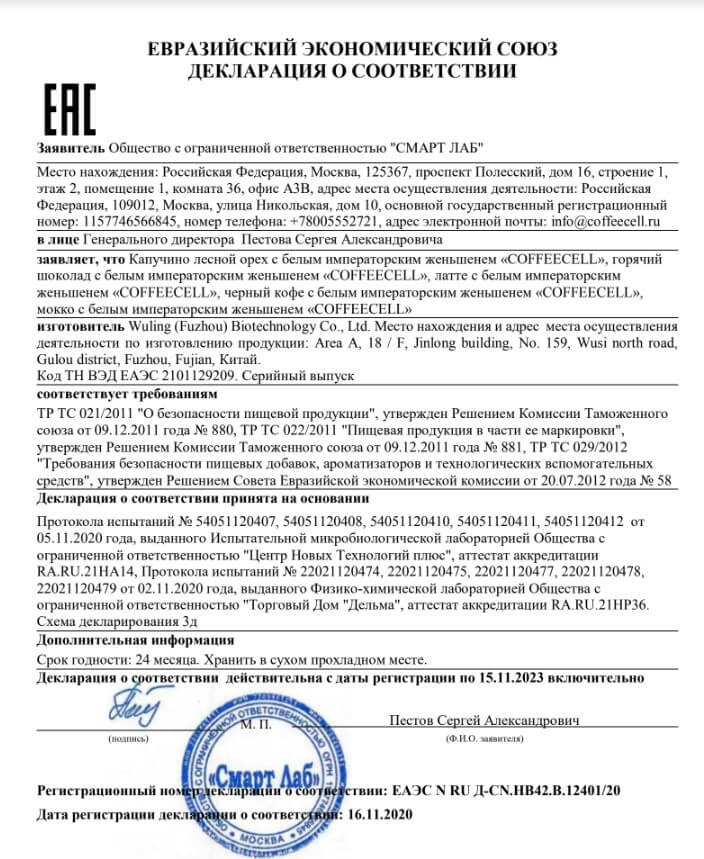 ЕВРАЗИЙСКИЙ ЭКОНОМИЧЕСКИЙ СОЮЗ
ДЕКЛАРАЦИЯ О СООТВЕТСТВИИ
EAC
Заявитель Общество с ограниченной ответственностью "СМАРТ ЛАБ"
Место нахождения: Российская Федерация, Москва, 125367, проспект Полесский, дом 16, строение 1,
этаж 2, помещение 1, комната 36, офис А3В, адрес места осуществления деятельности: Российская
Федерация, 109012, Москва, улица Никольская, дом 10, основной государственный регистрационный
номер: 1157746566845, номер телефона: +78005552721, адрес электронной почты: info@coffeecell.ru
в лице Генерального директора Пестова Сергея Александровича
заявляет, что Капучино лесной орех с белым императорским женьшенем «COFFEECELL», горячий
шоколад с белым императорским женьшенем «COFFEECELL», латте с белым императорским
женьшенем «COFFEECELL», черный кофе с белым императорским женьшенем «COFFEECELL»,
мокко с белым императорским женьшенем «COFFEECELL»
изготовитель Wuling (Fuzhou) Biotechnology Co., Ltd. Место нахождения и адрес места осуществления
деятельности по изготовлению продукции: Area A, 18 / F, Jinlong building, No. 159, Wusi north road,
Gulou district, Fuzhou, Fujian, Китай.
Код ТН ВЭД ЕАЭС 2101129209. Серийный выпуск
соответствует требованиям
ТР ТС 021/2011 "О безопасности пищевой продукции", утвержден Решением Комиссии Таможенного
союза от 09.12.2011 года № 880, ТР ТС 022/2011 "Пищевая продукция в части ее маркировки",
утвержден Решением Комиссии Таможенного союза от 09.12.2011 года № 881, ТР ТС 029/2012
"Требования безопасности пищевых добавок, ароматизаторов и технологических вспомогательных
средств", утвержден Решением Совета Евразийской экономической комиссии от 20.07.2012 года № 58
Декларация о соответствии принята на основании
Протокола испытаний № 54051120407, 54051120408, 54051120410, 54051120411, 54051120412 от
05.11.2020 года, выданного Испытательной микробиологической лабораторией Общества с
ограниченной ответственностью "Центр Новых Технологий плюс", аттестат аккредитации
RA.RU.21НА14, Протокола испытаний № 22021120474, 22021120475, 22021120477, 22021120478,
22021120479 от 02.11.2020 года, выданного Физико-химической лабораторией Общества с
ограниченной ответственностью "Торговый Дом "Дельма", аттестат аккредитации RA.RU.21НР36.
Схема декларирования 3д
Дополнительная информация
Срок годности: 24 месяца. Хранить в сухом прохладном месте.
Декларация о соответствии действительна с даты регистрации по 15.11.2023 включительно
М. П.
Пестов Сергей Александрович
(подпись)
(Ф.И.О. заявителя)
С ОГРАНИЧЕННОЙ ОТВЕТСТВЕННОСТЬЮ
«Смарт Лаб»
МОСКВА
Регистрационный номер декларации о соответствии: ЕАЭС N RU Д-CN.НВ42.В.12401/20
Дата регистрации декларации о соответствии: 16.11.2020